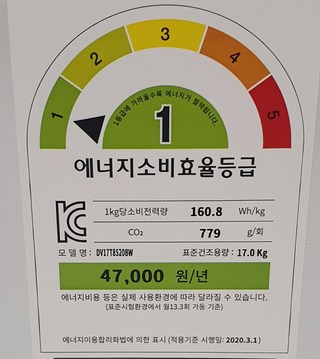 1 2 3 4 5
1등급에 가까울수록 에너지가 절약됩니다.
1
에너지소비효율등급
1kg당소비전력량 160.8 Wh/kg
CO₂ 779 g/회
모 델 명 : DV17T8520BW 표준건조용량 : 17.0 Kg
47,000 원/년
에너지비용 등은 실제 사용환경에 따라 달라질 수 있습니다.
(표준시험환경에서 월13.3회 가동 기준)
에너지이용합리화법에 의한 표시 (적용기준 시행일: 2020.3.1)